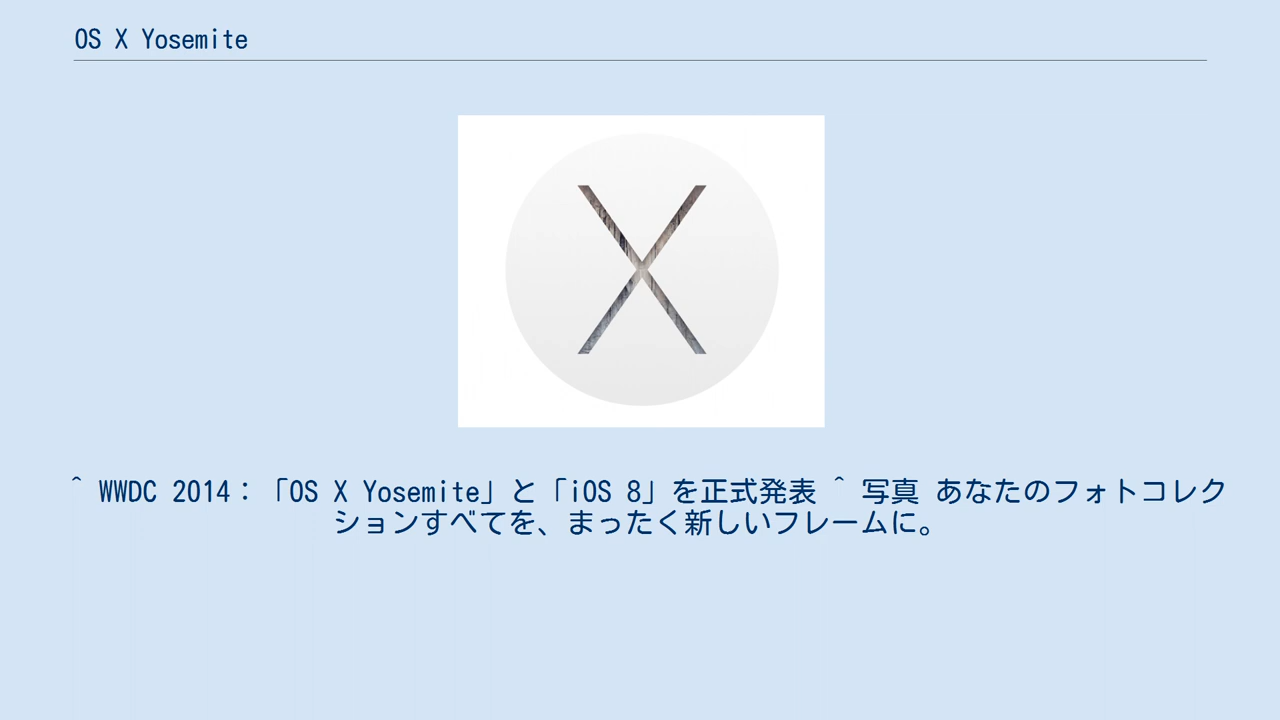 OS X Yosemite
X
^ WWDC 2014：「OS X Yosemite」と「iOS 8」を正式発表 ^ 写真 あなたのフォトコレク
ションすべてを、まったく新しいフレームに。